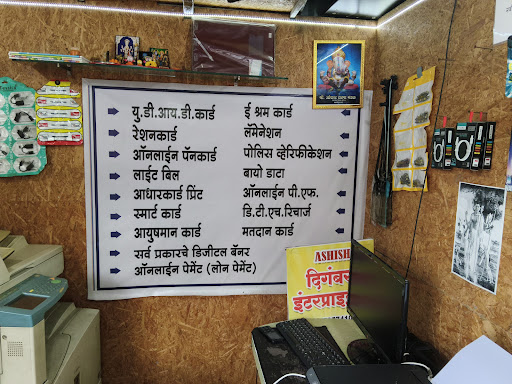 यु.डी.आय.डी.कार्ड
रेशनकार्ड
ऑनलाईन पॅनकार्ड
लाईट बिल
आधारकार्ड प्रिंट
स्मार्ट कार्ड
आयुषमान कार्ड
सर्व प्रकारचे डिजीटल बॅनर
ऑनलाईन पेमेंट (लोन पेमेंट)
ई श्रम कार्ड
लॅमेनेशन
पोलिस व्हेरिफीकेशन
बायो डाटा
ऑनलाईन पी.एफ.
डि.टी.एच.रिचार्ज
मतदान कार्ड
ASHISH
दिगंबर
इंटरप्राइ